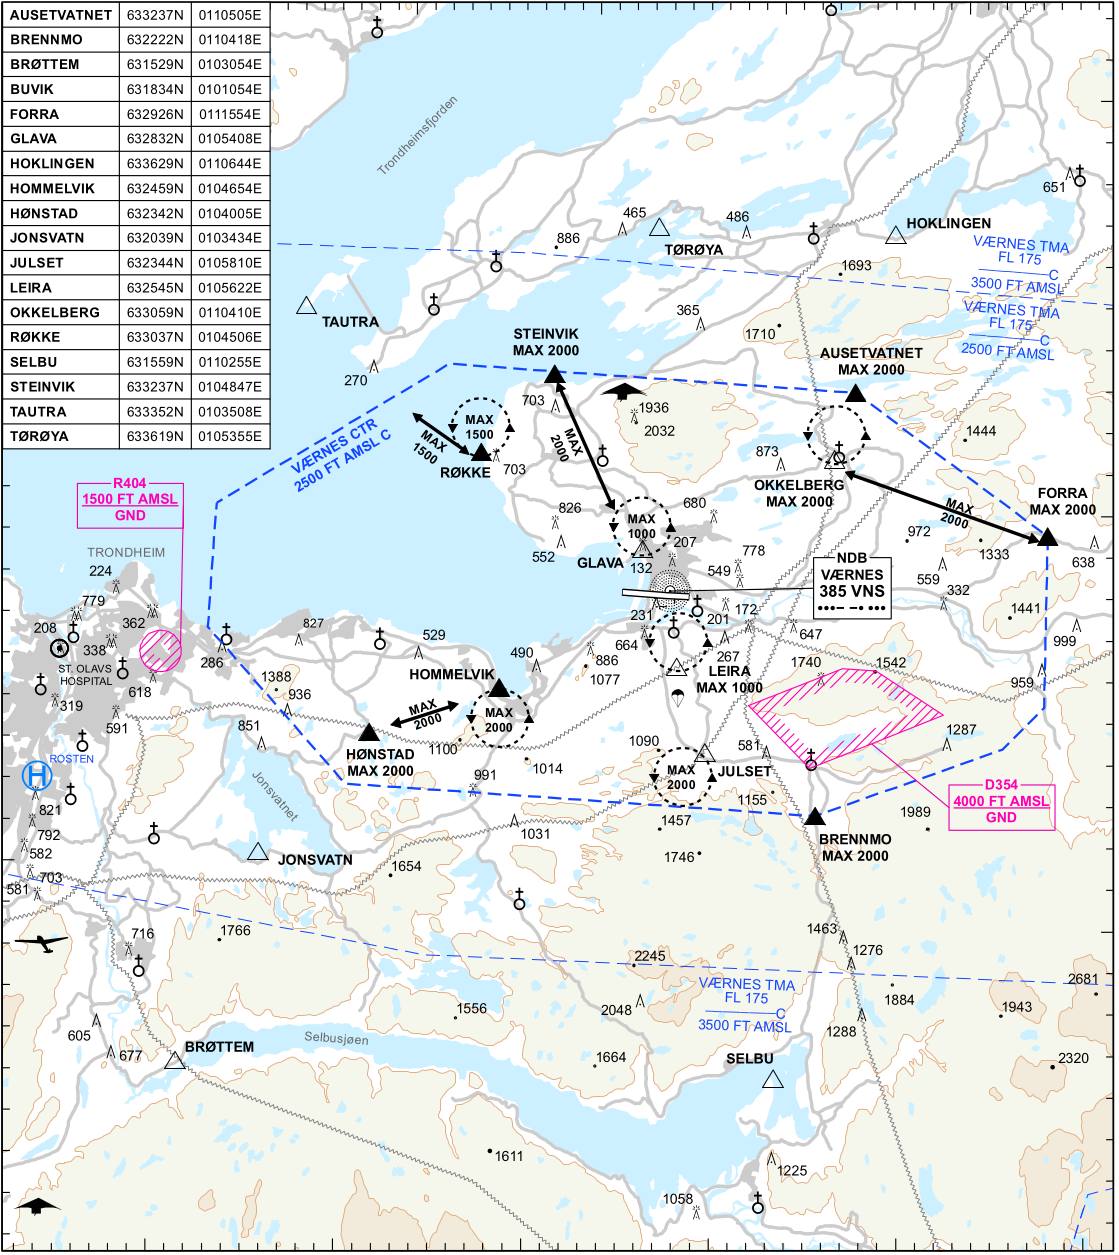 AUSETVATNET 633237N 0110505E
BRENNMO 632222N 0110418E
BRØTTEM 631529N 0103054E
BUVIK 631834N 0101054E
FORRA 632926N 0111554E
GLAVA 632832N 0105408E
HOKLINGEN 633629N 0110644E
HOMMELVIK 632459N 0104654E
HØNSTAD 632342N 0104005E
JONSVATN 632039N 0103434E
JULSET 632344N 0105810E
LEIRA 632545N 0105622E
OKKELBERG 633059N 0110410E
RØKKE 633037N 0104506E
SELBU 631559N 0110255E
STEINVIK 633237N 0104847E
TAUTRA 633352N 0103508E
TØRØYA 633619N 0105355E
Trondheimsfjorden
651
465
486
886
TØRØYA
HOKLINGEN
VÆRNES TMA
FL 175
C
3500 FT AMSL
VÆRNES TMA
FL 175
C
2500 FT AMSL
1693
TAUTRA
365
1710
STEINVIK
MAX 2000
AUSETVATNET
MAX 2000
270
703
1936
2032
1444
MAX
1500
MAX
1500
MAX
2000
RØKKE
703
VÆRNES CTR
2500 FT AMSL C
873
OKKELBERG
MAX 2000
MAX
2000
FORRA
MAX 2000
R404
1500 FT AMSL
GND
826
680
MAX
1000
552
207
972
1333
638
TRONDHEIM
GLAVA
132
549
778
NDB
VÆRNES
385 VNS
559
332
224
779
362
208
338
ST. OLAVS
HOSPITAL
618
319
591
286
827
529
490
231
201
172
664
267
647
1441
999
959
886
1077
1388
936
HOMMELVIK
LEIRA
MAX 1000
1740
1542
851
MAX
2000
MAX
2000
HØNSTAD
MAX 2000
1100
1014
1090
581
1287
ROSTEN
H
Jonsvatnet
991
MAX
2000
JULSET
1155
D354
4000 FT AMSL
GND
821
792
582
581
703
1031
1457
1746
BRENNMO
MAX 2000
1989
JONSVATN
1654
716
1766
1463
1276
2245
2048
VÆRNES TMA
FL 175
C
3500 FT AMSL
1884
1288
1943
2681
605
677
BRØTTEM
1556
Selbusjøen
1664
SELBU
2320
1611
1225
1058